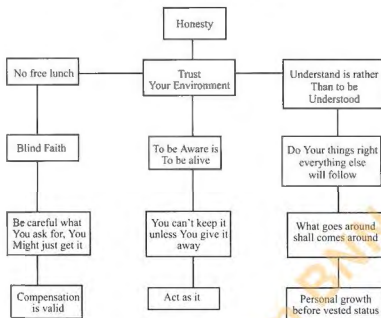 Honesty
No free lunch
Trust
Your Environment
Understand is rather
Than to be
Understood
Blind Faith
To be Aware is
To be alive
Do Your things right
everything else
will follow
Be careful what
You ask for, You
Might just get it
You can't keep it
unless You give it
away
What goes around
shall comes around
Compensation
is valid
Act as it
Personal growth
before vested status
BNN